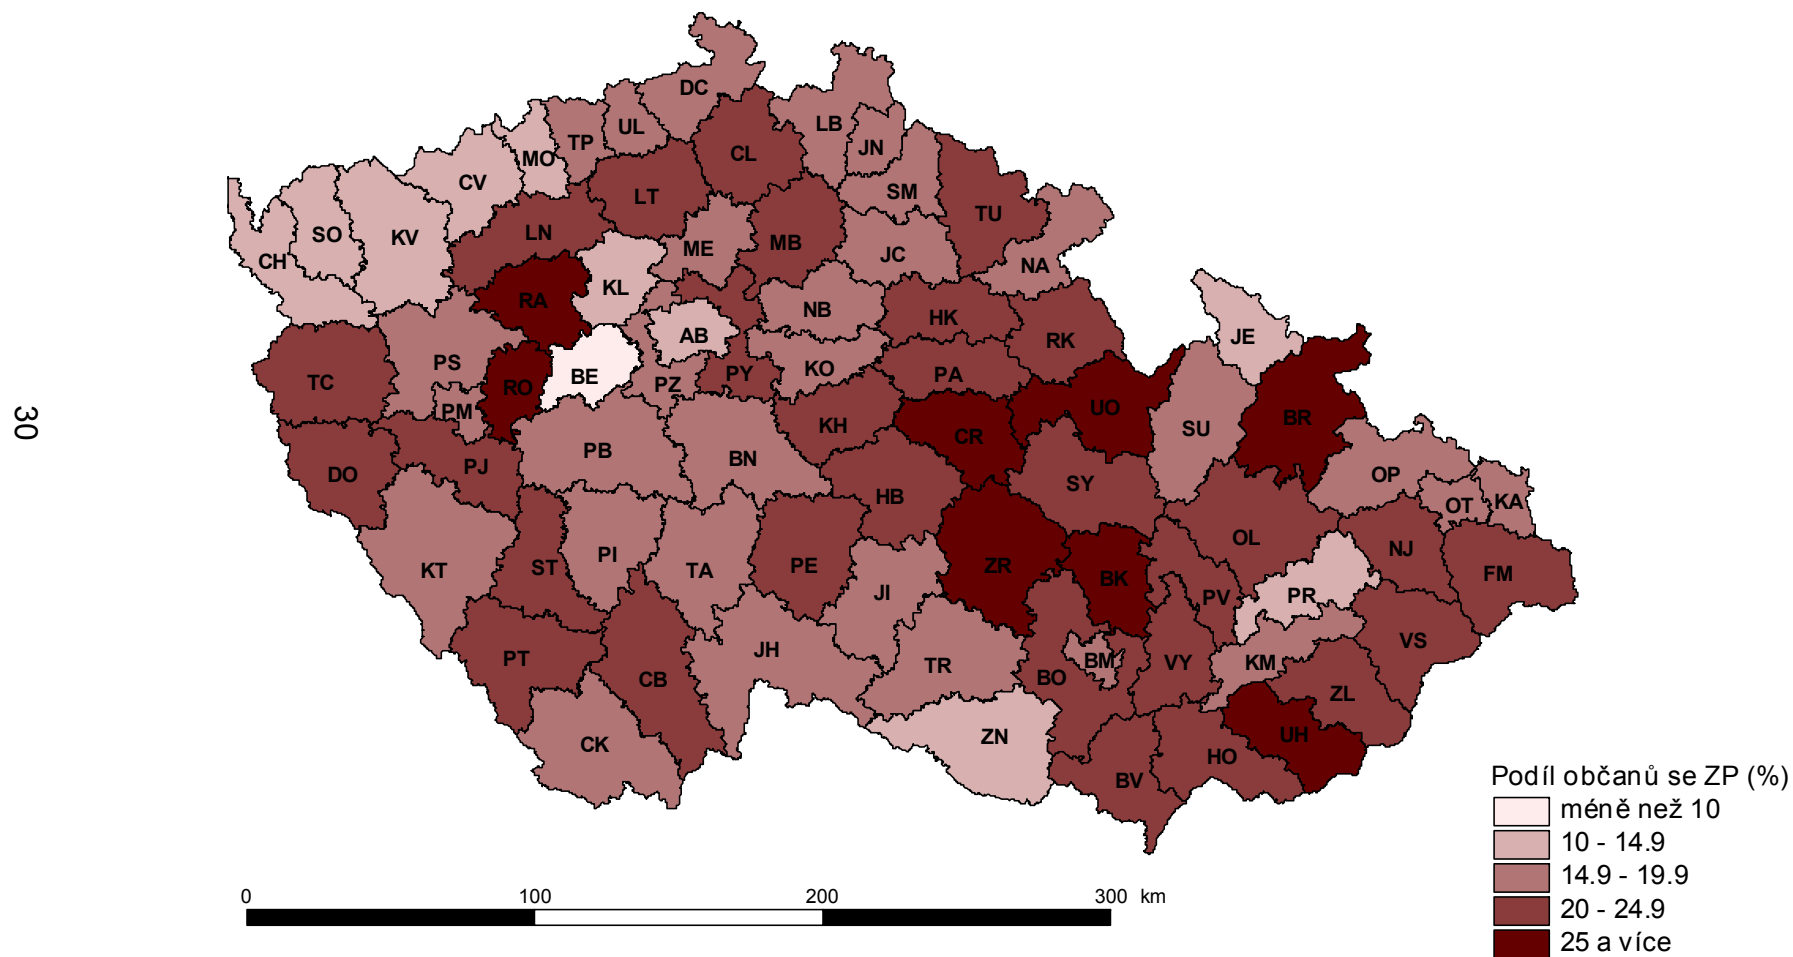 DC
LB
UL
TP
JN
MO
CL
CV
SM
LT
TU
SO
KV
LN
ME
MB
JC
CH
NA
RA
KL
NB
HK
AB
JE
RK
PS
TC
RO
BE
PZ
PY
KO
PA
PM
UO
BR
KH
CR
SU
30
PB
BN
DO
PJ
HB
SY
OP
OT
KA
OL
NJ
KT
ST
PI
TA
PE
ZR
BK
FM
JI
PV
PR
PT
JH
TR
BM
VY
KM
VS
CB
BO
ZL
CK
ZN
UH
HO
BV
Podíl občanů se ZP (%)
méně než 10
10 - 14.9
14.9 - 19.9
20 - 24.9
25 a více
0 100 200 300 km